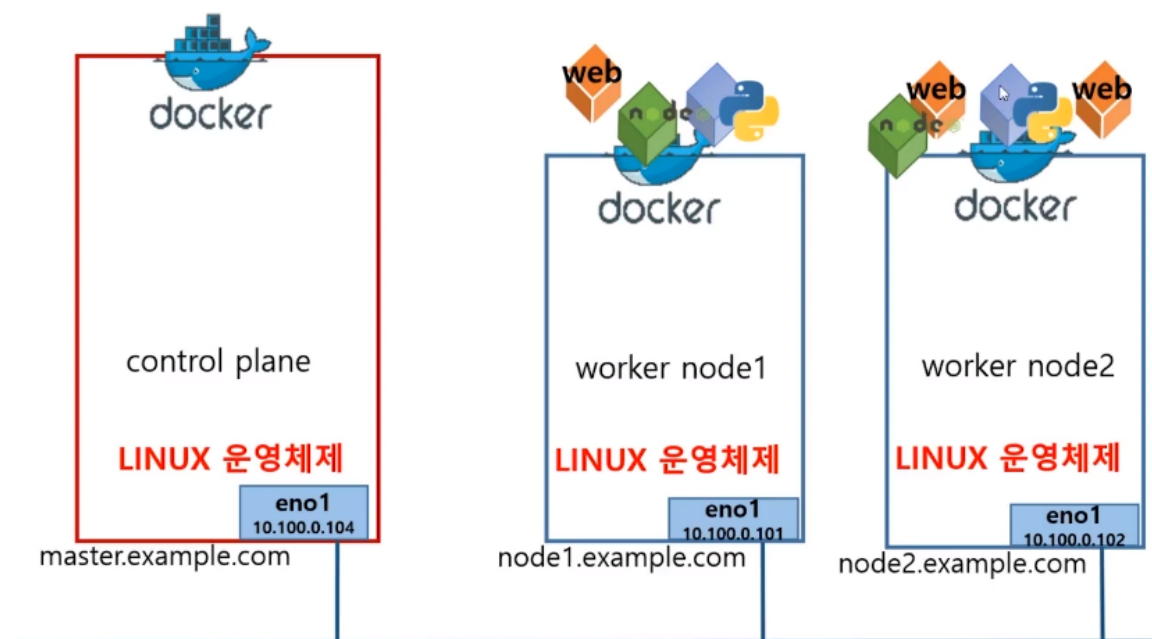 docker
control plane
LINUX 운영체제
eno1
10.100.0.104
master.example.com
web
node
docker
worker node1
LINUX 운영체제
eno1
10.100.0.101
node1.example.com
web
web
node
docker
worker node2
LINUX 운영체제
eno1
10.100.0.102
node2.example.com